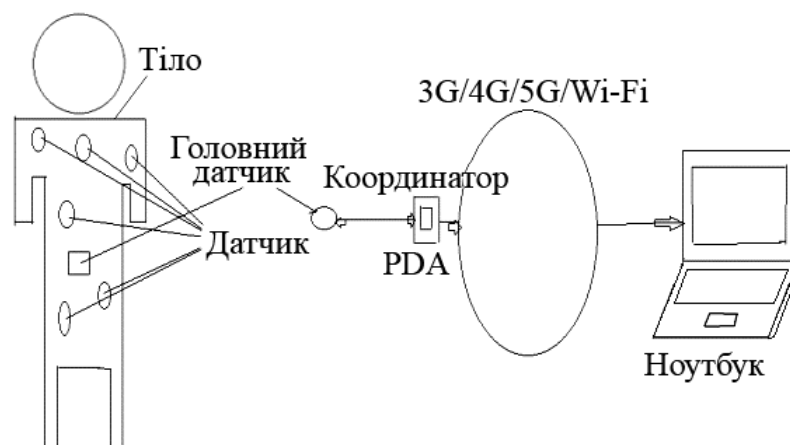 Тіло
3G/4G/5G/Wi-Fi
Головний
датчик
Координатор
Датчик
PDA
Ноутбук